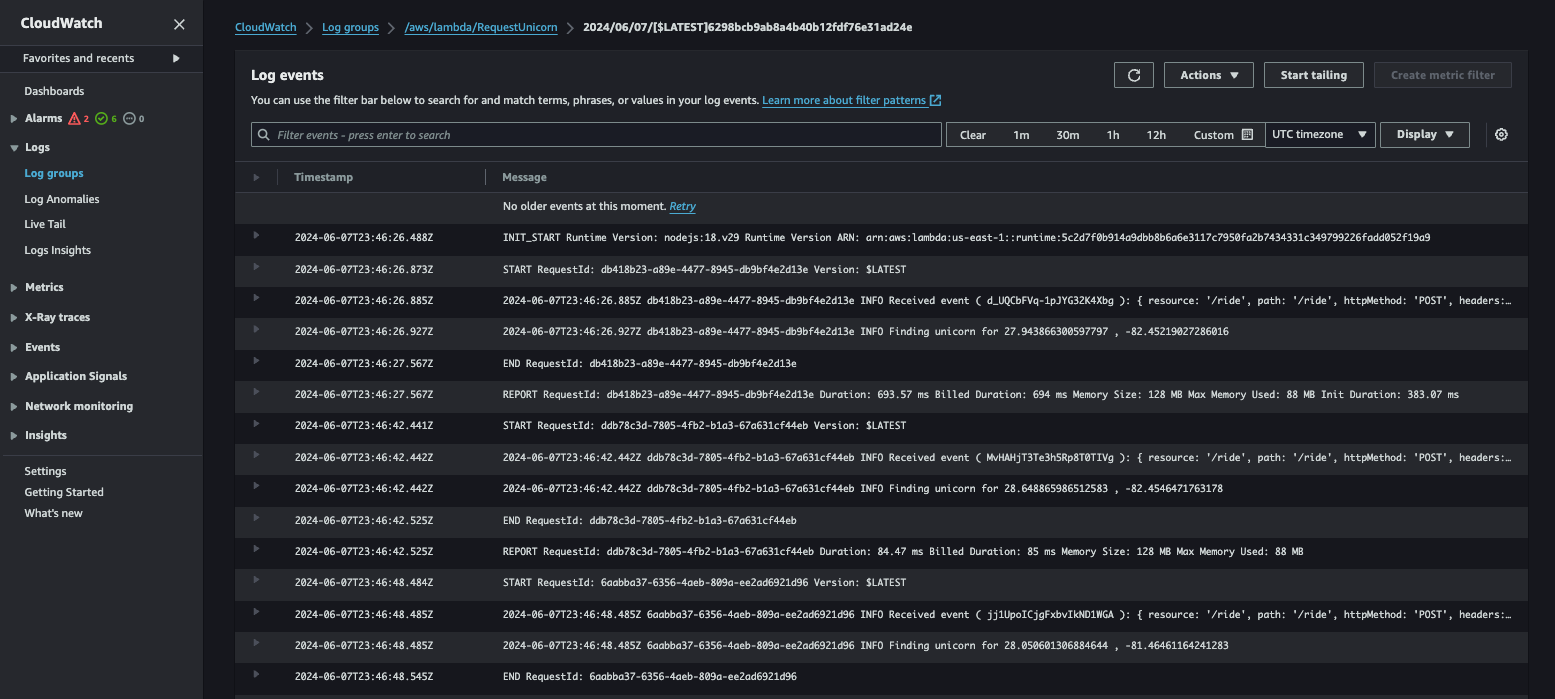 CloudWatch
Favorites and recents
Dashboards
Alarms 2 6 0
Logs
Log groups
Log Anomalies
Live Tail
Logs Insights
Metrics
X-Ray traces
Events
Application Signals
Network monitoring
Insights
Settings
Getting Started
What's new
CloudWatch Log groups /aws/lambda/RequestUnicorn 2024/06/07/[$LATEST]6298bcb9ab8a4b40b12fdf76e31ad24e
Log events
Actions Start tailing Create metric filter
You can use the filter bar below to search for and match terms, phrases, or values in your log events. Learn more about filter patterns
Filter events - press enter to search Clear 1m 30m 1h 12h Custom UTC timezone Display
Timestamp Message
No older events at this moment. Retry
2024-06-07T23:46:26.488Z INIT_START Runtime Version: nodejs:18.v29 Runtime Version ARN: arn:aws:lambda:us-east-1::runtime:5c2d7f0b914a9dbb8b6a6e3117c7950fa2b7434331c349799226fadd052f19a9
2024-06-07T23:46:26.873Z START RequestId: db418b23-a89e-4477-8945-db9bf4e2d13e Version: $LATEST
2024-06-07T23:46:26.885Z 2024-06-07T23:46:26.885Z db418b23-a89e-4477-8945-db9bf4e2d13e INFO Received event ( d_UQCbFVq-1pJYG32K4Xbg ): { resource: '/ride', path: '/ride', httpMethod: 'POST', headers:…
2024-06-07T23:46:26.927Z 2024-06-07T23:46:26.927Z db418b23-a89e-4477-8945-db9bf4e2d13e INFO Finding unicorn for 27.943866300597797 , -82.45219027286016
2024-06-07T23:46:27.567Z END RequestId: db418b23-a89e-4477-8945-db9bf4e2d13e
2024-06-07T23:46:27.567Z REPORT RequestId: db418b23-a89e-4477-8945-db9bf4e2d13e Duration: 693.57 ms Billed Duration: 694 ms Memory Size: 128 MB Max Memory Used: 88 MB Init Duration: 383.07 ms
2024-06-07T23:46:42.441Z START RequestId: ddb78c3d-7805-4fb2-b1a3-67a631cf44eb Version: $LATEST
2024-06-07T23:46:42.442Z 2024-06-07T23:46:42.442Z ddb78c3d-7805-4fb2-b1a3-67a631cf44eb INFO Received event ( MvHAHjT3Te3h5Rp8T0TIVg ): { resource: '/ride', path: '/ride', httpMethod: 'POST', headers:…
2024-06-07T23:46:42.442Z 2024-06-07T23:46:42.442Z ddb78c3d-7805-4fb2-b1a3-67a631cf44eb INFO Finding unicorn for 28.648865986512583 , -82.4546471763178
2024-06-07T23:46:42.525Z END RequestId: ddb78c3d-7805-4fb2-b1a3-67a631cf44eb
2024-06-07T23:46:42.525Z REPORT RequestId: ddb78c3d-7805-4fb2-b1a3-67a631cf44eb Duration: 84.47 ms Billed Duration: 85 ms Memory Size: 128 MB Max Memory Used: 88 MB
2024-06-07T23:46:48.484Z START RequestId: 6aabba37-6356-4aeb-809a-ee2ad6921d96 Version: $LATEST
2024-06-07T23:46:48.485Z 2024-06-07T23:46:48.485Z 6aabba37-6356-4aeb-809a-ee2ad6921d96 INFO Received event ( jj1UpoICjgFxbvIkND1WGA ): { resource: '/ride', path: '/ride', httpMethod: 'POST', headers:…
2024-06-07T23:46:48.485Z 2024-06-07T23:46:48.485Z 6aabba37-6356-4aeb-809a-ee2ad6921d96 INFO Finding unicorn for 28.050601306884644 , -81.46461164241283
2024-06-07T23:46:48.545Z END RequestId: 6aabba37-6356-4aeb-809a-ee2ad6921d96